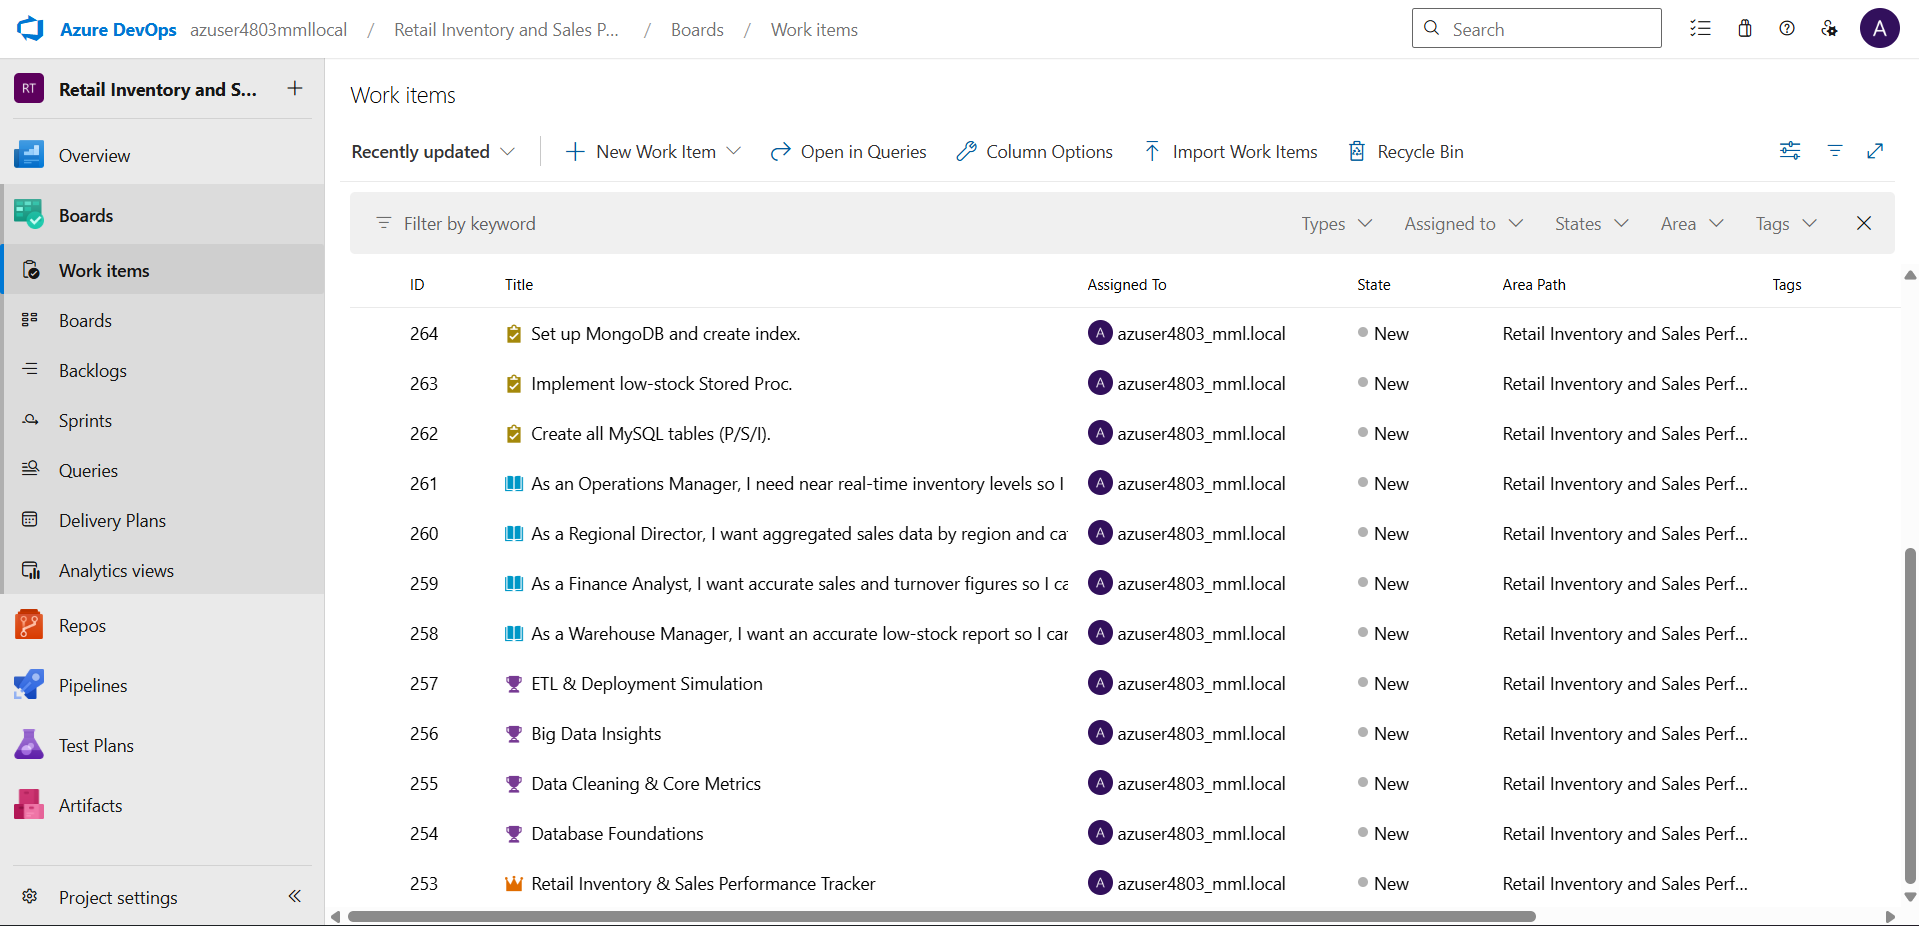 Azure DevOps azuser4803mmllocal / Retail Inventory and Sales P... / Boards / Work items
Search
A
RT Retail Inventory and S... +
Overview
Boards
Work items
Boards
Backlogs
Sprints
Queries
Delivery Plans
Analytics views
Repos
Pipelines
Test Plans
Artifacts
Project settings
Work items
Recently updated New Work Item Open in Queries Column Options Import Work Items Recycle Bin
Filter by keyword Types Assigned to States Area Tags
ID Title Assigned To State Area Path Tags
264 Set up MongoDB and create index. A azuser4803_mml.local New Retail Inventory and Sales Perf...
263 Implement low-stock Stored Proc. A azuser4803_mml.local New Retail Inventory and Sales Perf...
262 Create all MySQL tables (P/S/I). A azuser4803_mml.local New Retail Inventory and Sales Perf...
261 As an Operations Manager, I need near real-time inventory levels so I A azuser4803_mml.local New Retail Inventory and Sales Perf...
260 As a Regional Director, I want aggregated sales data by region and ca A azuser4803_mml.local New Retail Inventory and Sales Perf...
259 As a Finance Analyst, I want accurate sales and turnover figures so I ca A azuser4803_mml.local New Retail Inventory and Sales Perf...
258 As a Warehouse Manager, I want an accurate low-stock report so I car A azuser4803_mml.local New Retail Inventory and Sales Perf...
257 ETL & Deployment Simulation A azuser4803_mml.local New Retail Inventory and Sales Perf...
256 Big Data Insights A azuser4803_mml.local New Retail Inventory and Sales Perf...
255 Data Cleaning & Core Metrics A azuser4803_mml.local New Retail Inventory and Sales Perf...
254 Database Foundations A azuser4803_mml.local New Retail Inventory and Sales Perf...
253 Retail Inventory & Sales Performance Tracker A azuser4803_mml.local New Retail Inventory and Sales Perf...